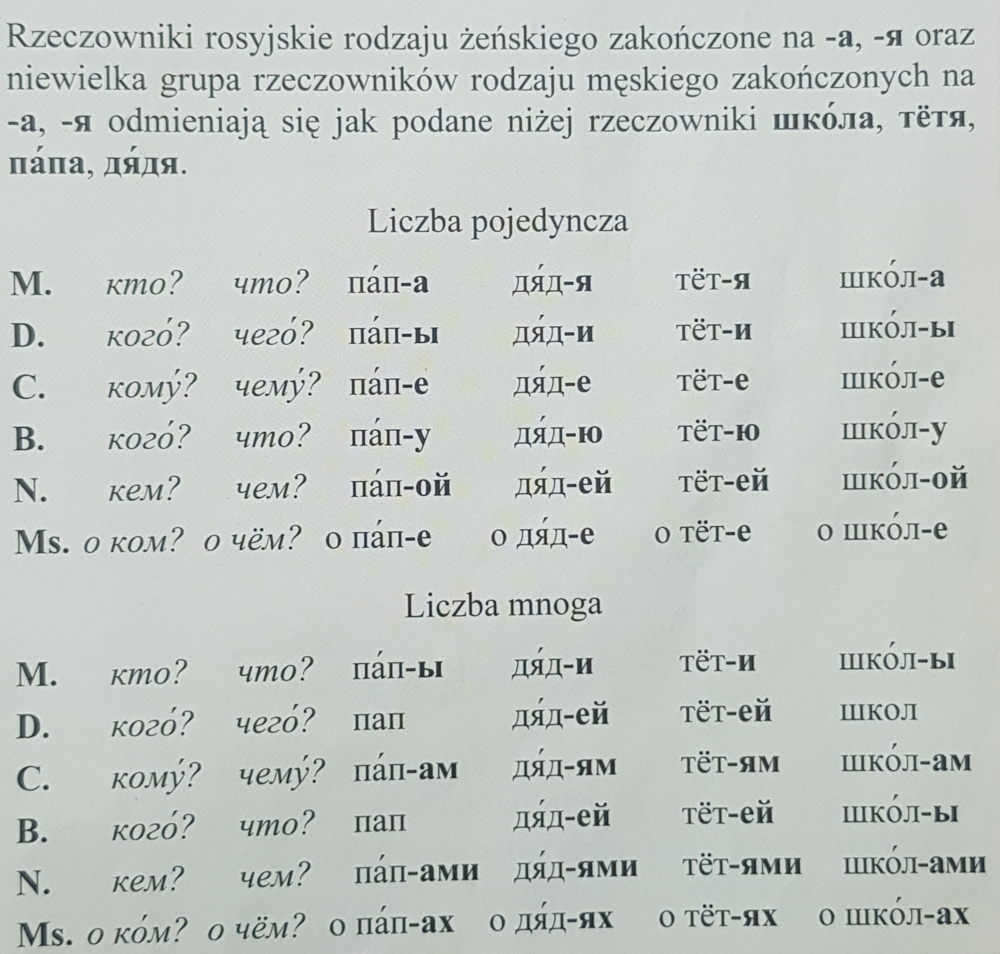 Rzeczowniki rosyjskie rodzaju żeńskiego zakończone na -а, -я oraz
niewielka grupa rzeczowników rodzaju męskiego zakończonych na
-а, -я odmieniają się jak podane niżej rzeczowniki шко́ла, тётя,
па́па, дя́дя.
Liczba pojedyncza
M. кто? что? па́п-а дя́д-я тёт-я шко́л-а
D. кого́? чего́? па́п-ы дя́д-и тёт-и шко́л-ы
C. кому́? чему́? па́п-е дя́д-е тёт-е шко́л-е
B. кого́? что? па́п-у дя́д-ю тёт-ю шко́л-у
N. кем? чем? па́п-ой дя́д-ей тёт-ей шко́л-ой
Ms. о ком? о чём? о па́п-е о дя́д-е о тёт-е о шко́л-е
Liczba mnoga
M. кто? что? па́п-ы дя́д-и тёт-и шко́л-ы
D. кого́? чего́? пап дя́д-ей тёт-ей школ
C. кому́? чему́? па́п-ам дя́д-ям тёт-ям шко́л-ам
B. кого́? что? пап дя́д-ей тёт-ей шко́л-ы
N. кем? чем? па́п-ами дя́д-ями тёт-ями шко́л-ами
Ms. о ко́м? о чём? о па́п-ах о дя́д-ях о тёт-ях о шко́л-ах